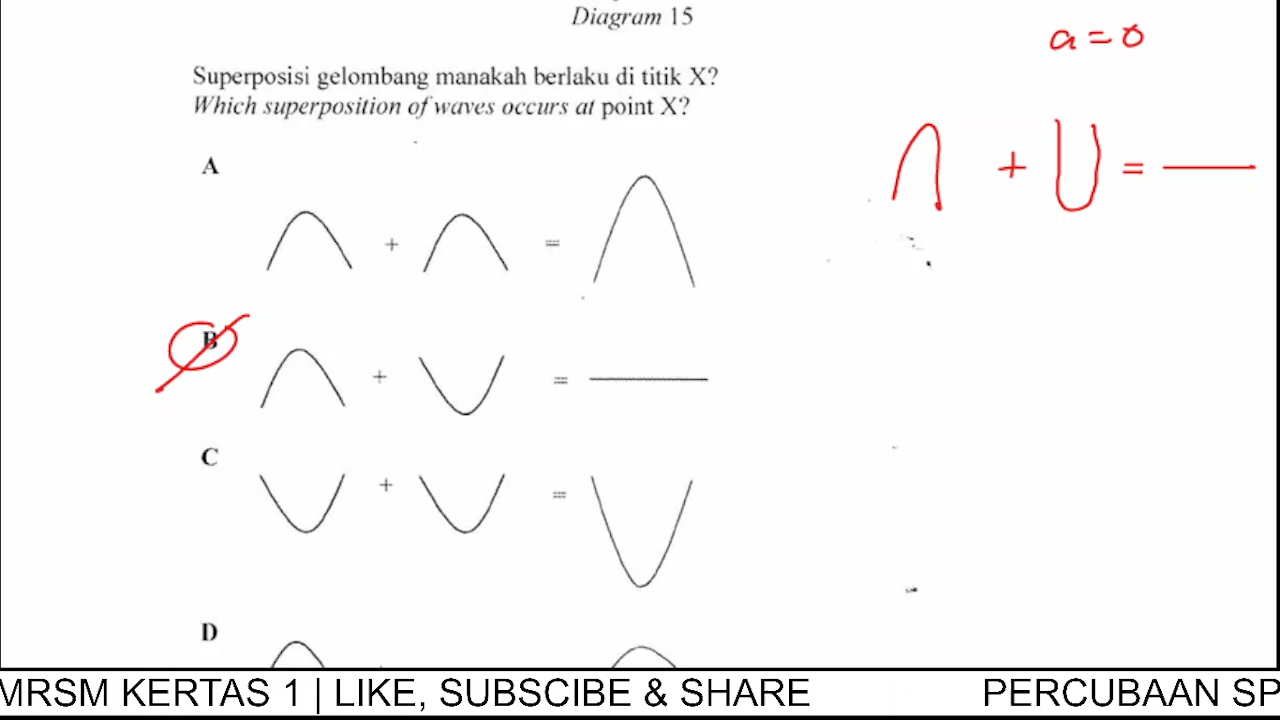 Diagram 15
a = 0
Superposisi gelombang manakah berlaku di titik X?
Which superposition of waves occurs at point X?
A
+ =
+ =
B
+ =
C
+ =
D
MRSM KERTAS 1 | LIKE, SUBSCIBE & SHARE PERCUBAAN SP